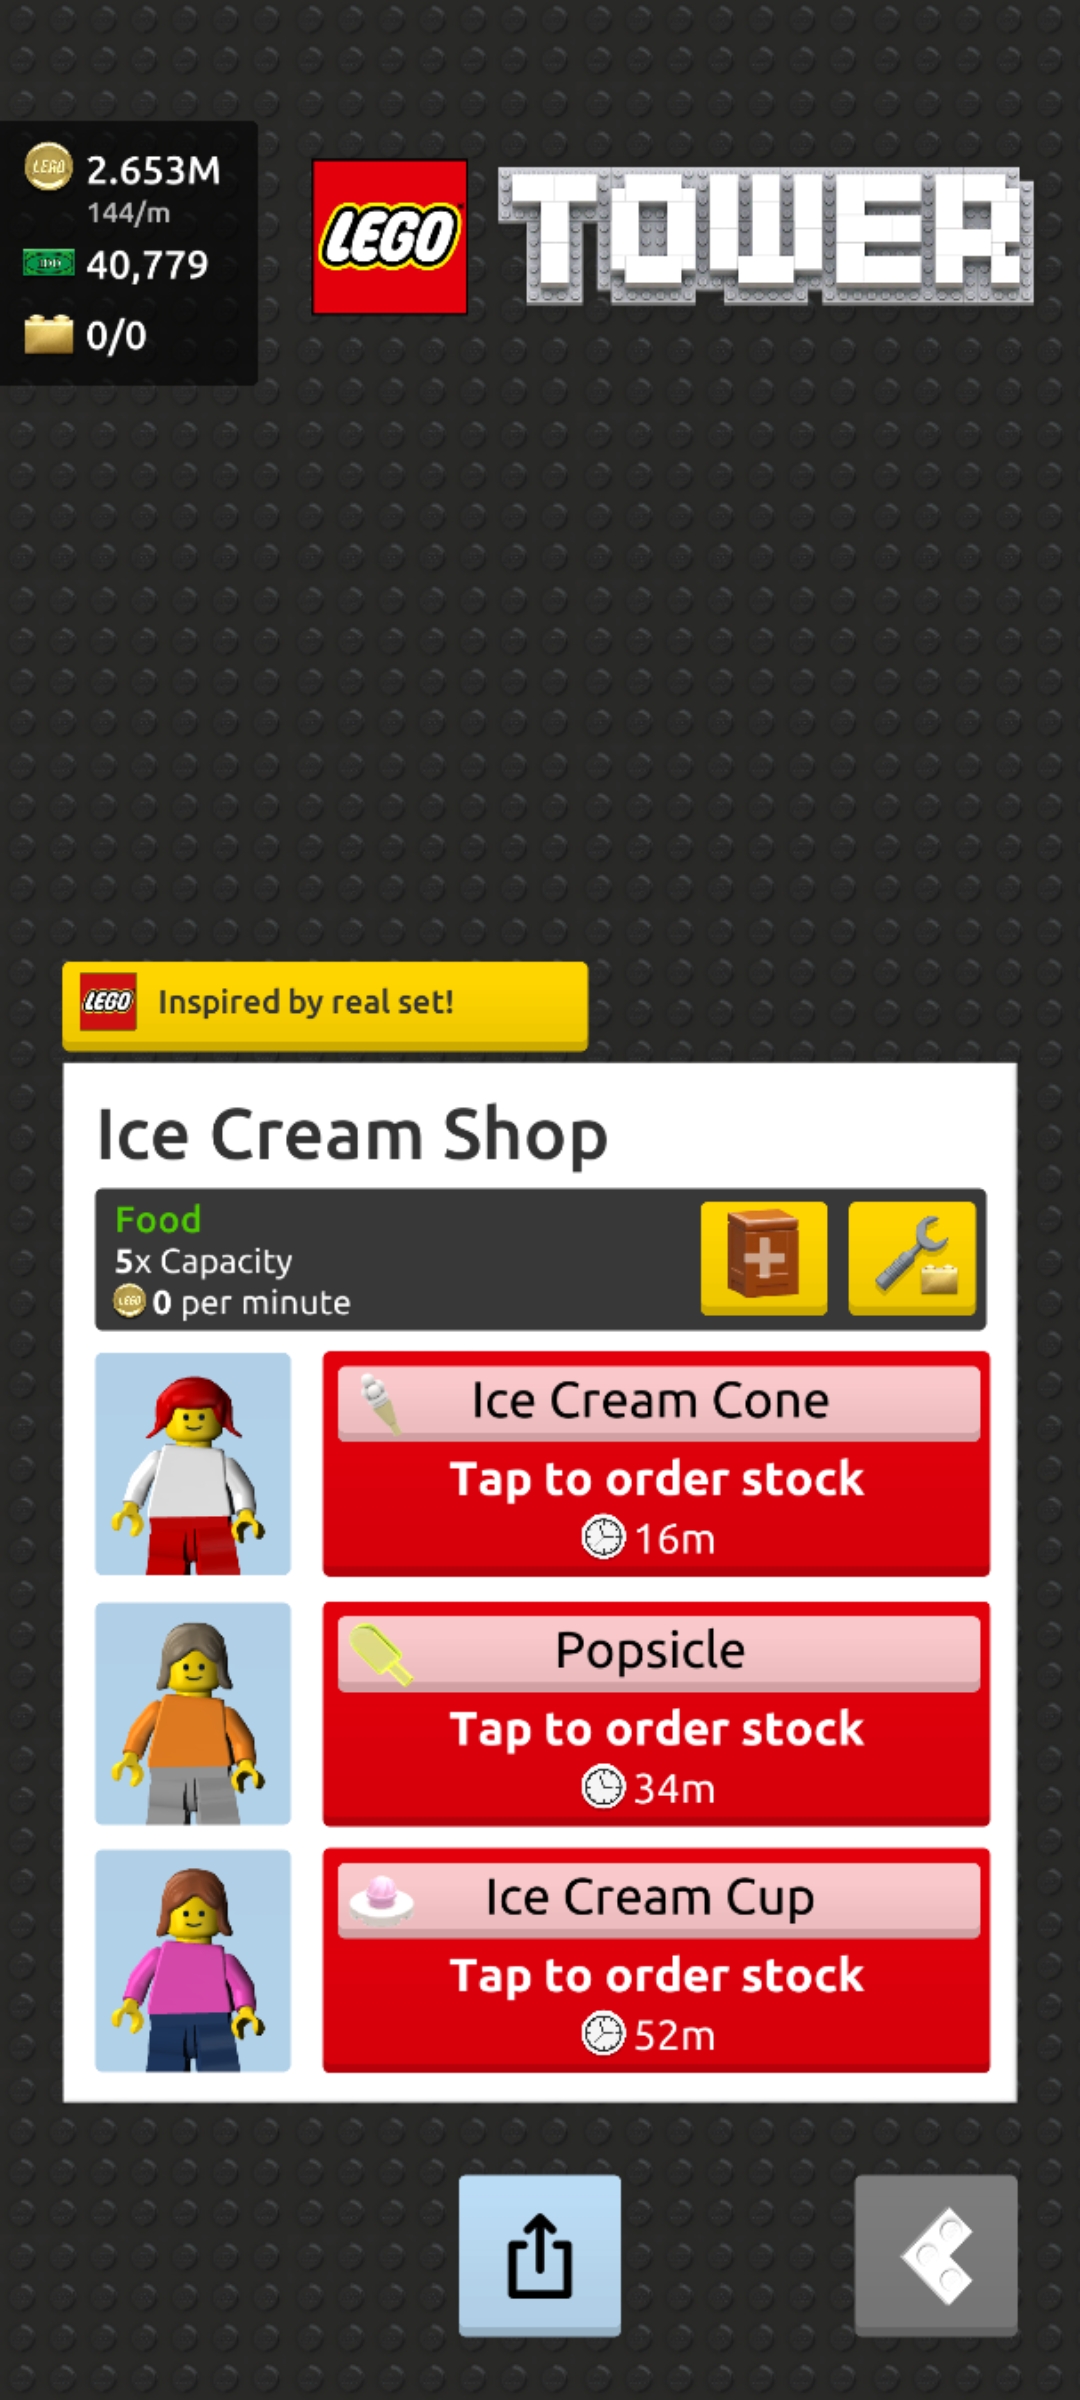 2.653M
144/m
40,779
0/0
LEGO TOWER
LEGO Inspired by real set!
Ice Cream Shop
Food
5x Capacity
0 per minute
Ice Cream Cone
Tap to order stock
16m
Popsicle
Tap to order stock
34m
Ice Cream Cup
Tap to order stock
52m